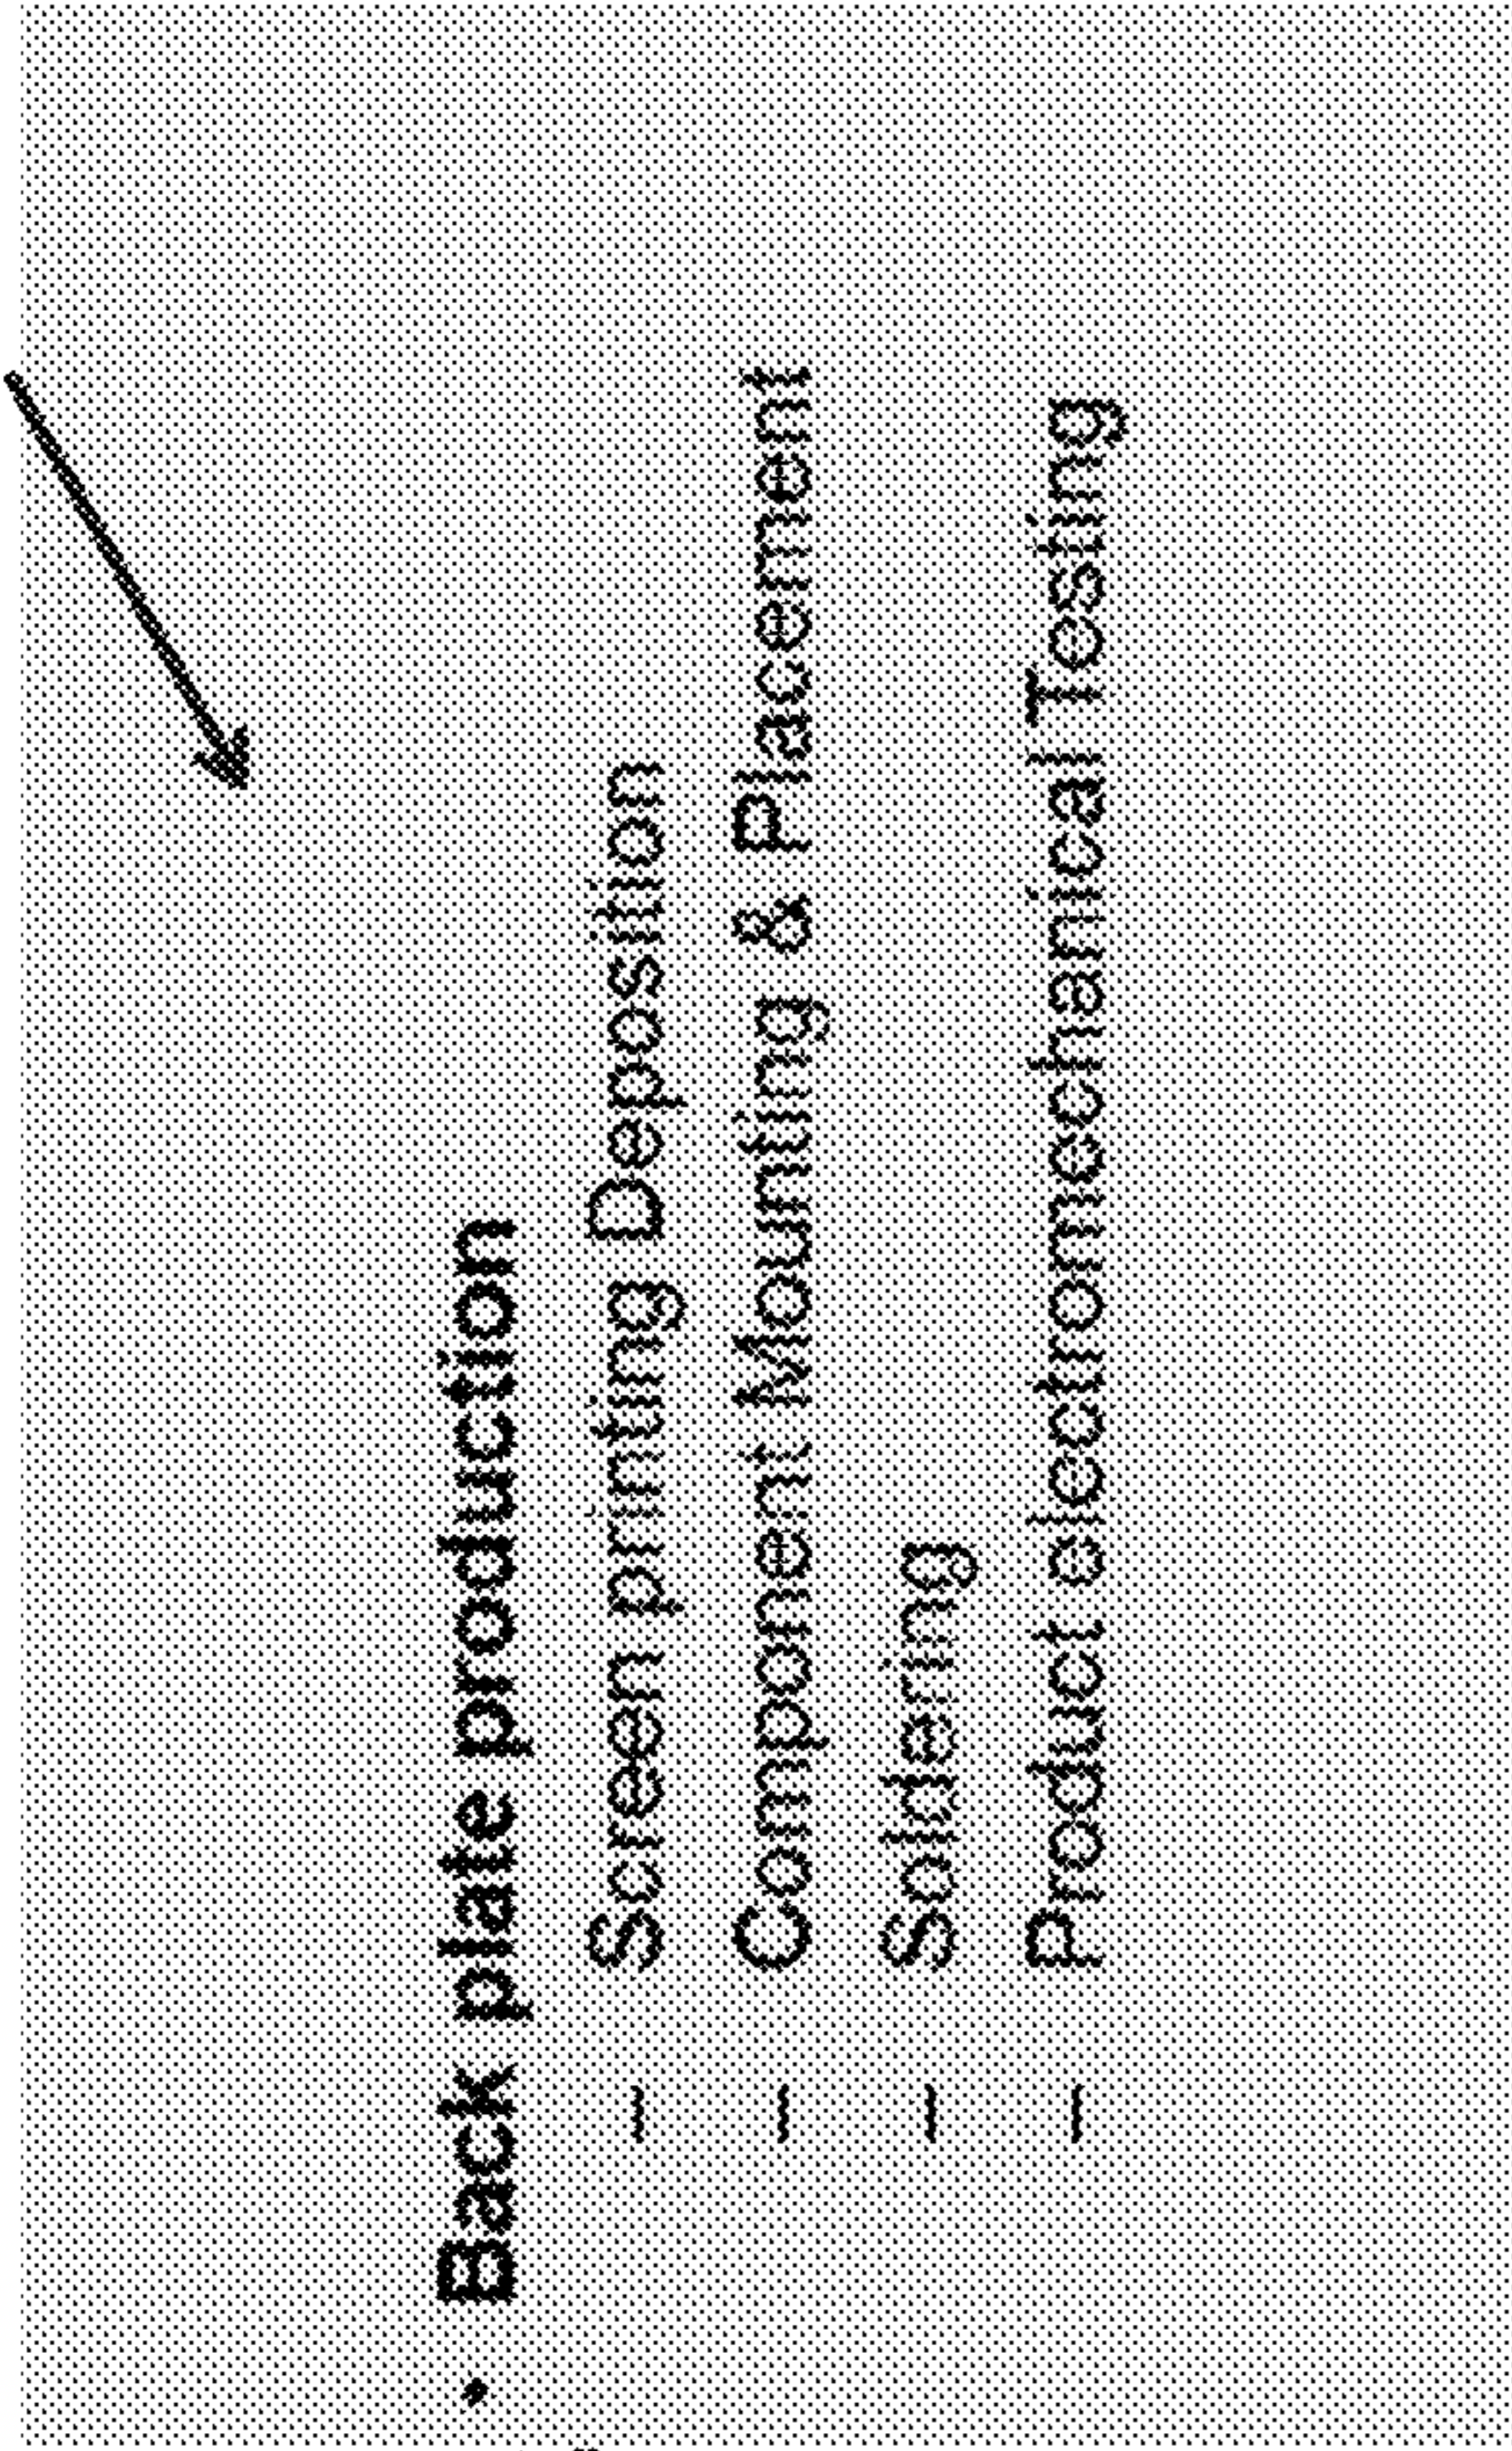 • Back plate production
– Screen printing Deposition
– Component Mounting & Placement
– Soldering
– Product electromechanical Testing